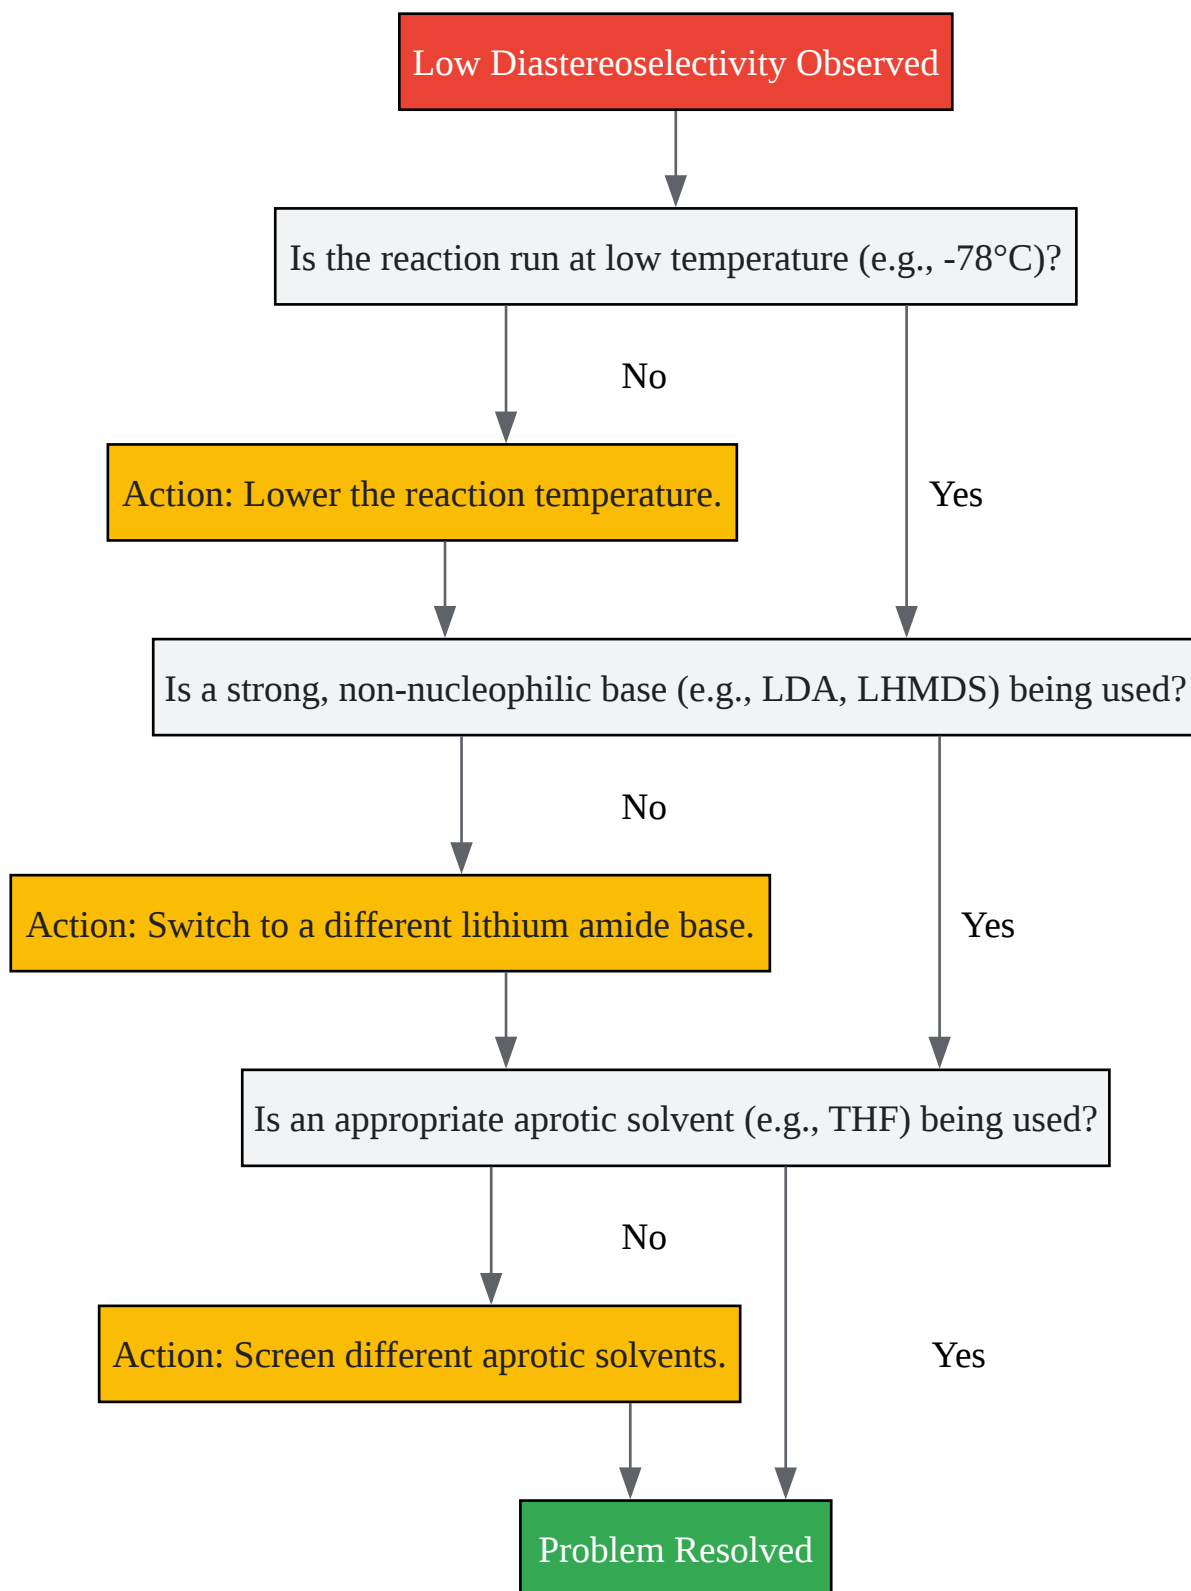 Low Diastereoselectivity Observed
Is the reaction run at low temperature (e.g., -78°C)?
No
Action: Lower the reaction temperature.
Yes
Is a strong, non-nucleophilic base (e.g., LDA, LHMDS) being used?
No
Action: Switch to a different lithium amide base.
Yes
Is an appropriate aprotic solvent (e.g., THF) being used?
No
Action: Screen different aprotic solvents.
Yes
Problem Resolved